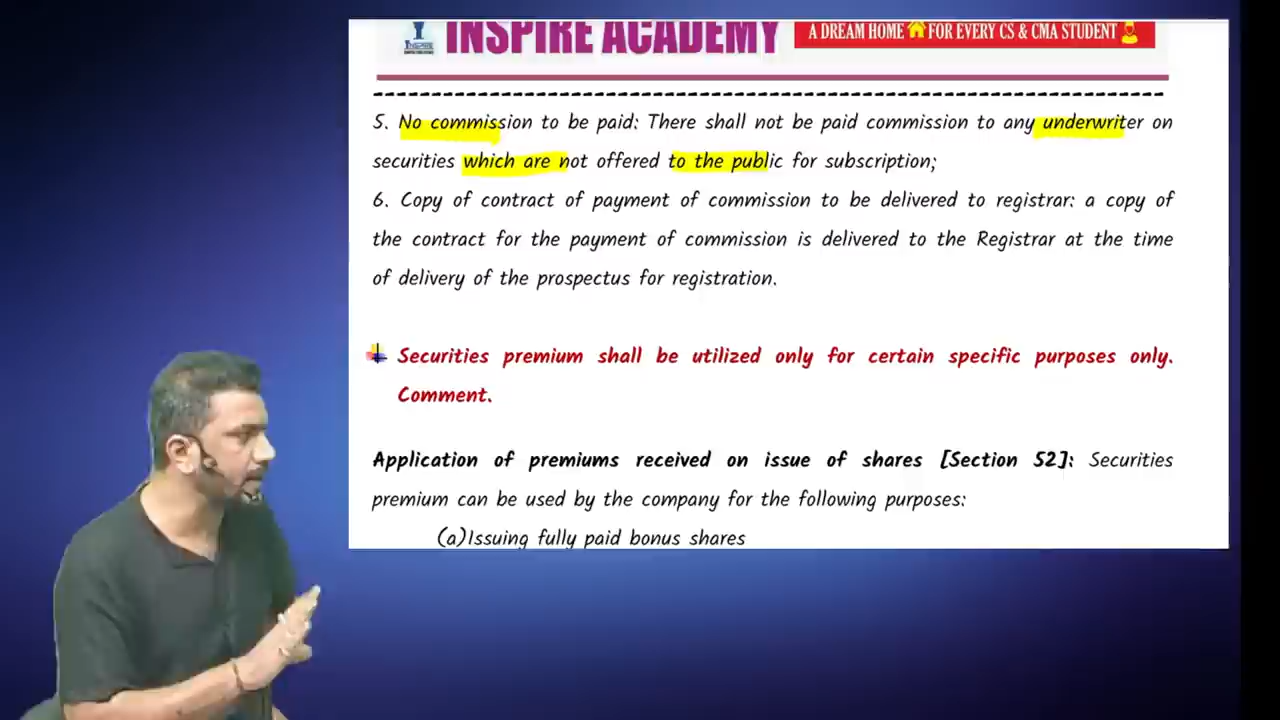 INSPIRE ACADEMY
A DREAM HOME FOR EVERY CS & CMA STUDENT
5. No commission to be paid: There shall not be paid commission to any underwriter on
securities which are not offered to the public for subscription;
6. Copy of contract of payment of commission to be delivered to registrar: a copy of
the contract for the payment of commission is delivered to the Registrar at the time
of delivery of the prospectus for registration.
Securities premium shall be utilized only for certain specific purposes only.
Comment.
Application of premiums received on issue of shares [Section 52]: Securities
premium can be used by the company for the following purposes:
(a)Issuing fully paid bonus shares